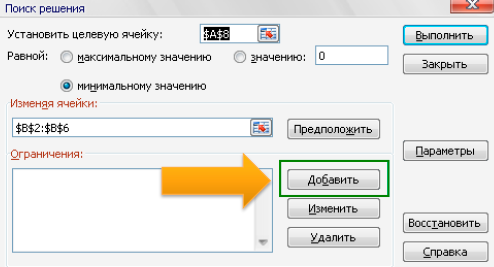 Поиск решения
Установить целевую ячейку: $A$8 Выполнить
Равной: максимальному значению значению: 0 Закрыть
минимальному значению
Изменяя ячейки:
$B$2:$B$6 Предположить
Ограничения: Параметры
Добавить
Изменить
Удалить
Восстановить
Справка